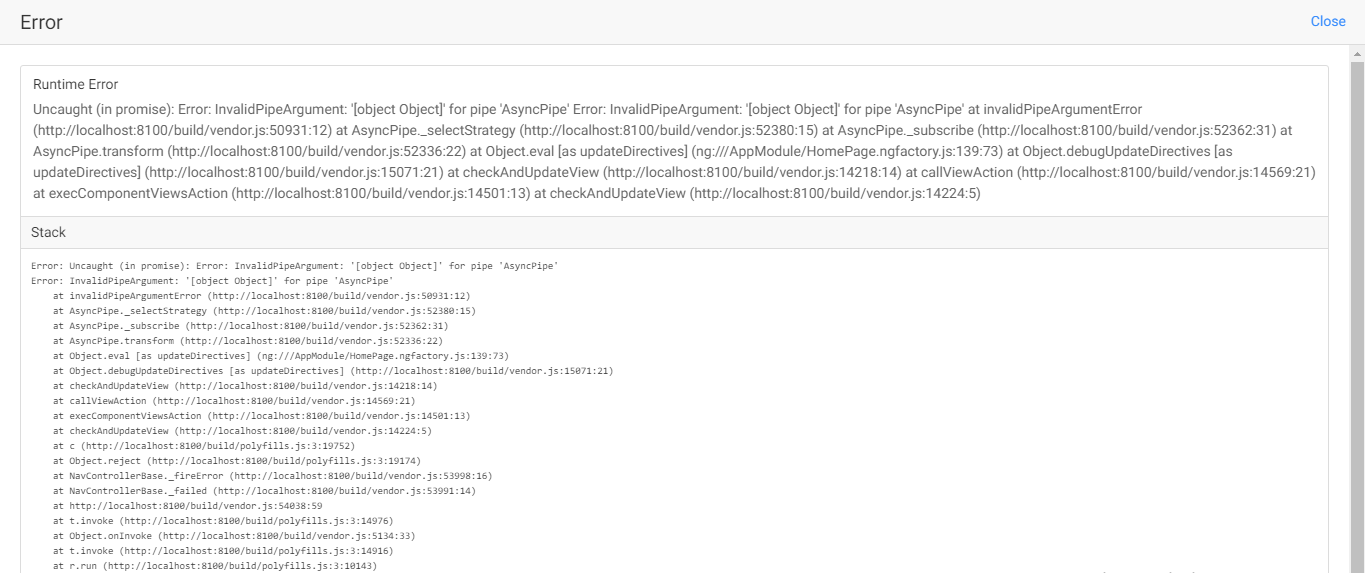 Error
Close
Runtime Error
Uncaught (in promise): Error: InvalidPipeArgument: '[object Object]' for pipe 'AsyncPipe' Error: InvalidPipeArgument: '[object Object]' for pipe 'AsyncPipe' at invalidPipeArgumentError
(http://localhost:8100/build/vendor.js:50931:12) at AsyncPipe._selectStrategy (http://localhost:8100/build/vendor.js:52380:15) at AsyncPipe._subscribe (http://localhost:8100/build/vendor.js:52362:31) at
AsyncPipe.transform (http://localhost:8100/build/vendor.js:52336:22) at Object.eval [as updateDirectives] (ng:///AppModule/HomePage.ngfactory.js:139:73) at Object.debugUpdateDirectives [as
updateDirectives] (http://localhost:8100/build/vendor.js:15071:21) at checkAndUpdateView (http://localhost:8100/build/vendor.js:14218:14) at callViewAction (http://localhost:8100/build/vendor.js:14569:21)
at execComponentViewsAction (http://localhost:8100/build/vendor.js:14501:13) at checkAndUpdateView (http://localhost:8100/build/vendor.js:14224:5)
Stack
Error: Uncaught (in promise): Error: InvalidPipeArgument: '[object Object]' for pipe 'AsyncPipe'
Error: InvalidPipeArgument: '[object Object]' for pipe 'AsyncPipe'
at invalidPipeArgumentError (http://localhost:8100/build/vendor.js:50931:12)
at AsyncPipe._selectStrategy (http://localhost:8100/build/vendor.js:52380:15)
at AsyncPipe._subscribe (http://localhost:8100/build/vendor.js:52362:31)
at AsyncPipe.transform (http://localhost:8100/build/vendor.js:52336:22)
at Object.eval [as updateDirectives] (ng:///AppModule/HomePage.ngfactory.js:139:73)
at Object.debugUpdateDirectives [as updateDirectives] (http://localhost:8100/build/vendor.js:15071:21)
at checkAndUpdateView (http://localhost:8100/build/vendor.js:14218:14)
at callViewAction (http://localhost:8100/build/vendor.js:14569:21)
at execComponentViewsAction (http://localhost:8100/build/vendor.js:14501:13)
at checkAndUpdateView (http://localhost:8100/build/vendor.js:14224:5)
at c (http://localhost:8100/build/polyfills.js:3:19752)
at Object.reject (http://localhost:8100/build/polyfills.js:3:19174)
at NavControllerBase._fireError (http://localhost:8100/build/vendor.js:53998:16)
at NavControllerBase._failed (http://localhost:8100/build/vendor.js:53991:14)
at http://localhost:8100/build/vendor.js:54038:59
at t.invoke (http://localhost:8100/build/polyfills.js:3:14976)
at Object.onInvoke (http://localhost:8100/build/vendor.js:5134:33)
at t.invoke (http://localhost:8100/build/polyfills.js:3:14916)
at r.run (http://localhost:8100/build/polyfills.js:3:10143)